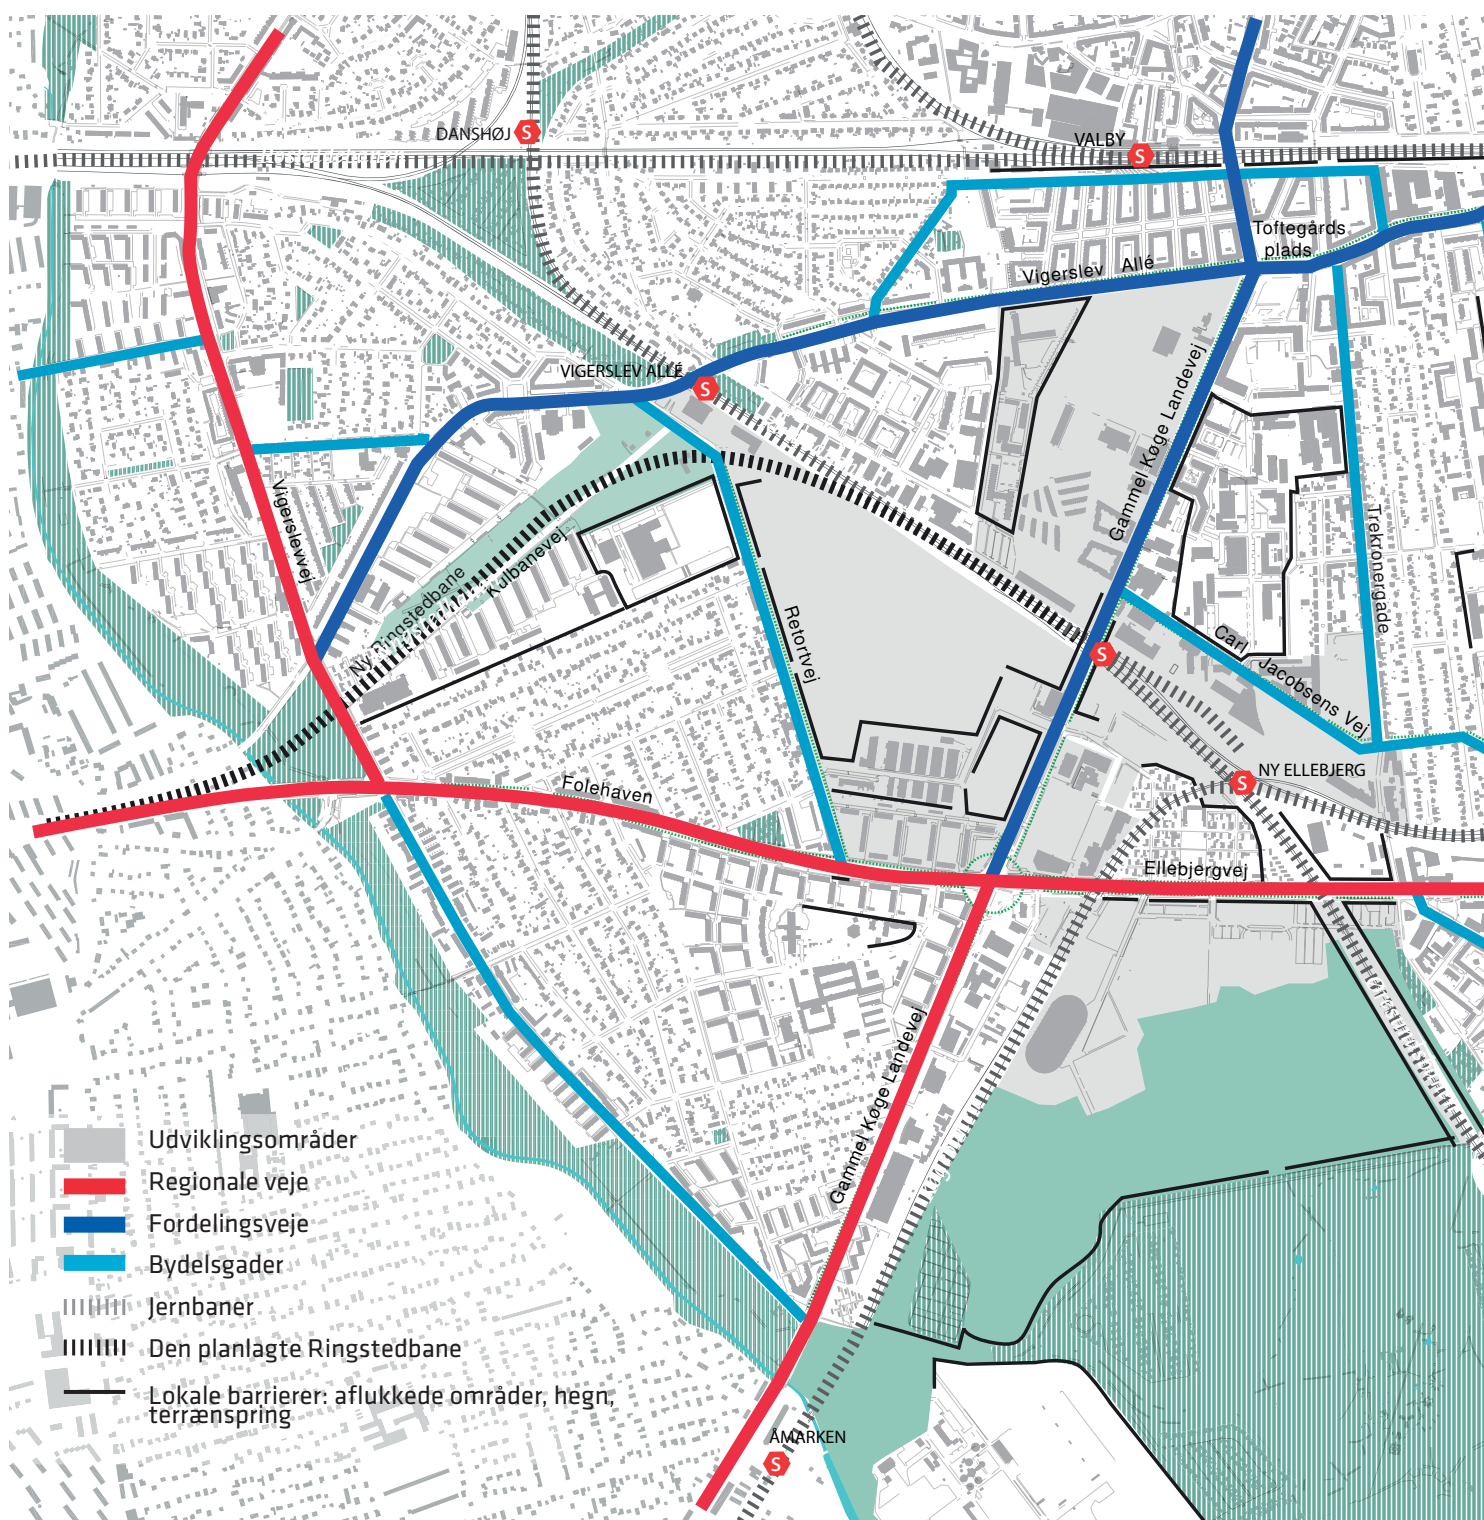 DANSHØJ
S
VALBY
S
Toftegårds
plads
Vigerslev Allé
VIGERSLEV ALLÉ
S
Gammel Køge Landevej
Vigerslevvej
Trekronergade
Kulbanevej
Ny Ringstedbane
Retortvej
Carl Jacobsens Vej
S
NY ELLEBJERG
S
Folehaven
Ellebjergvej
Gammel Køge Landevej
Udviklingsområder
Regionale veje
Fordelingsveje
Bydelsgader
Jernbaner
Den planlagte Ringstedbane
Lokale barrierer: aflukkede områder, hegn,
terrænspring
ÅMARKEN
S